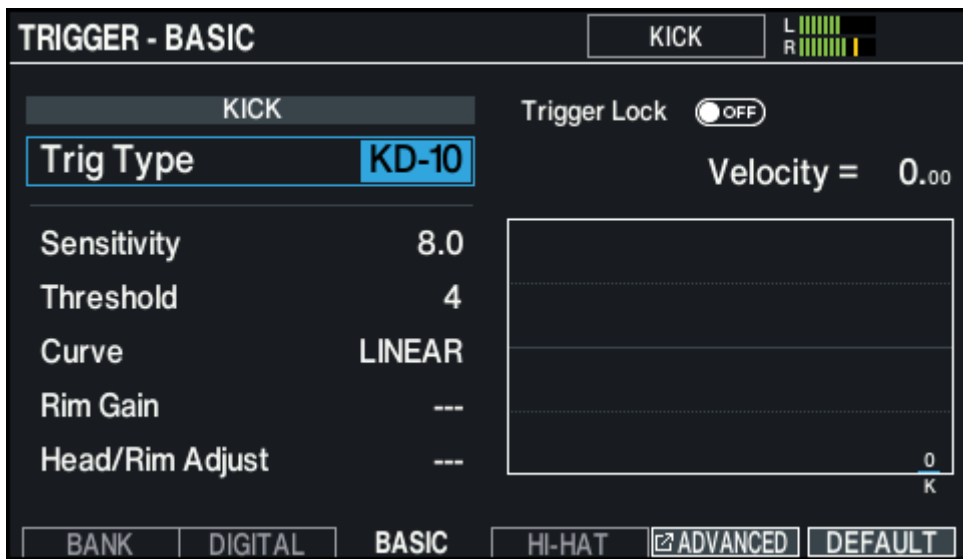 TRIGGER - BASIC
KICK
L
R
KICK
Trig Type KD-10
Sensitivity 8.0
Threshold 4
Curve LINEAR
Rim Gain ---
Head/Rim Adjust ---
Trigger Lock OFF
Velocity = 0.00
0
K
BANK DIGITAL BASIC HI-HAT ADVANCED DEFAULT